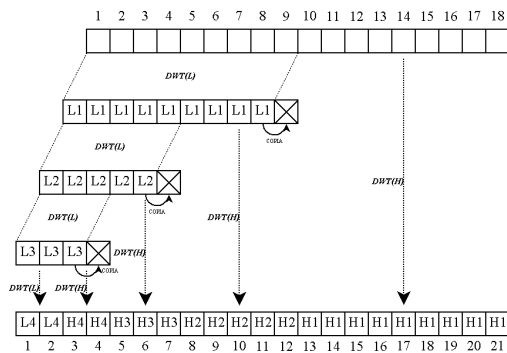 1 2 3 4 5 6 7 8 9 10 11 12 13 14 15 16 17 18
DWT(L)
L1 L1 L1 L1 L1 L1 L1 L1 L1
COPIA
DWT(L)
DWT(H)
L2 L2 L2 L2 L2
COPIA
DWT(H)
DWT(L)
L3 L3 L3
DWT(H)
COPIA
DWT(L) DWT(H)
L4 L4 H4 H4 H3 H3 H3 H2 H2 H2 H2 H2 H1 H1 H1 H1 H1 H1 H1 H1 H1
1 2 3 4 5 6 7 8 9 10 11 12 13 14 15 16 17 18 19 20 21